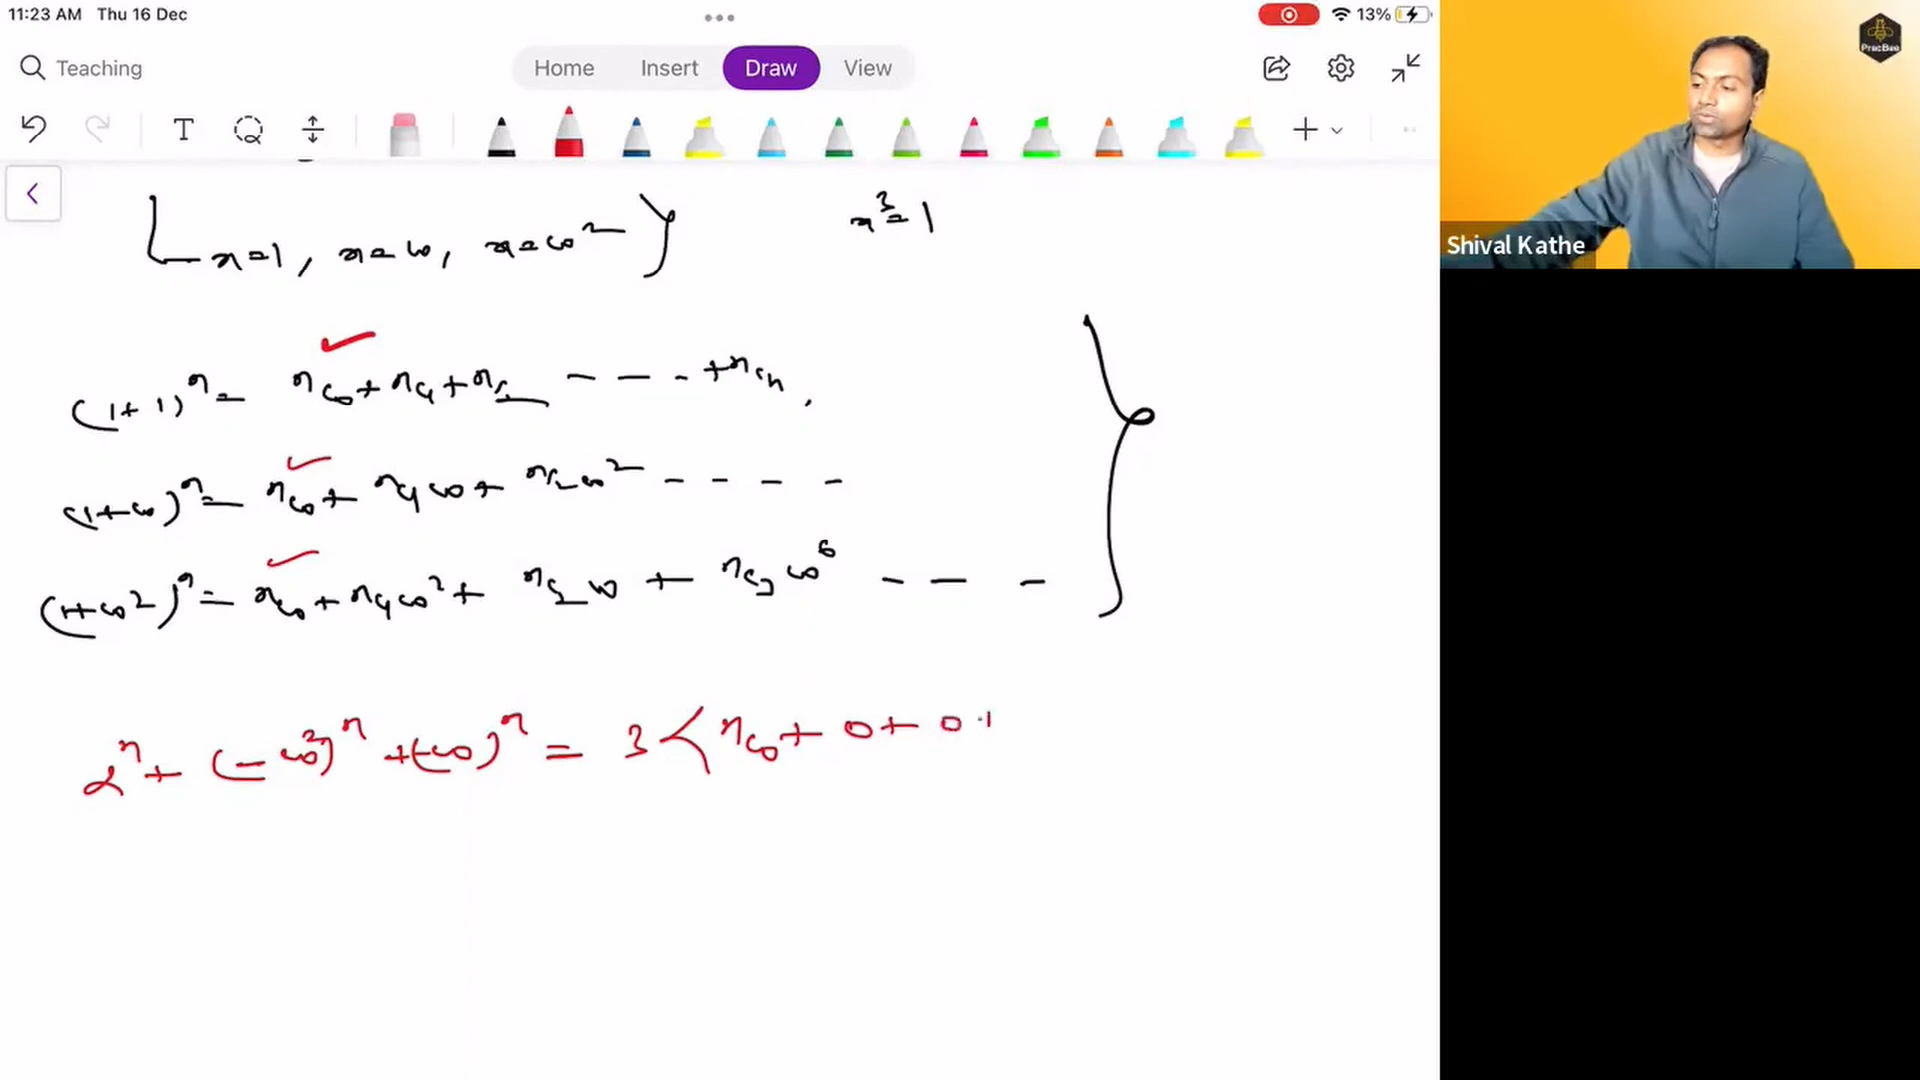 11:23 AM Thu 16 Dec
13%
PracBee
Teaching
Home Insert Draw View
T
Shival Kathe
x=1, x=ω, x=ω² x³=1
(1+1)ⁿ= nC₀+nC₁+nC₂ - - - - +nCn.
(1+ω)ⁿ= nC₀+ nC₁ω+ nC₂ω² - - - -
(1+ω2)ⁿ= nC₀+nC₁ω²+ nC₂ω + nC₃ω⁶ - - -
2ⁿ+ (-ω²)ⁿ +(-ω)ⁿ = 3 < nC₀+ 0+ 0+